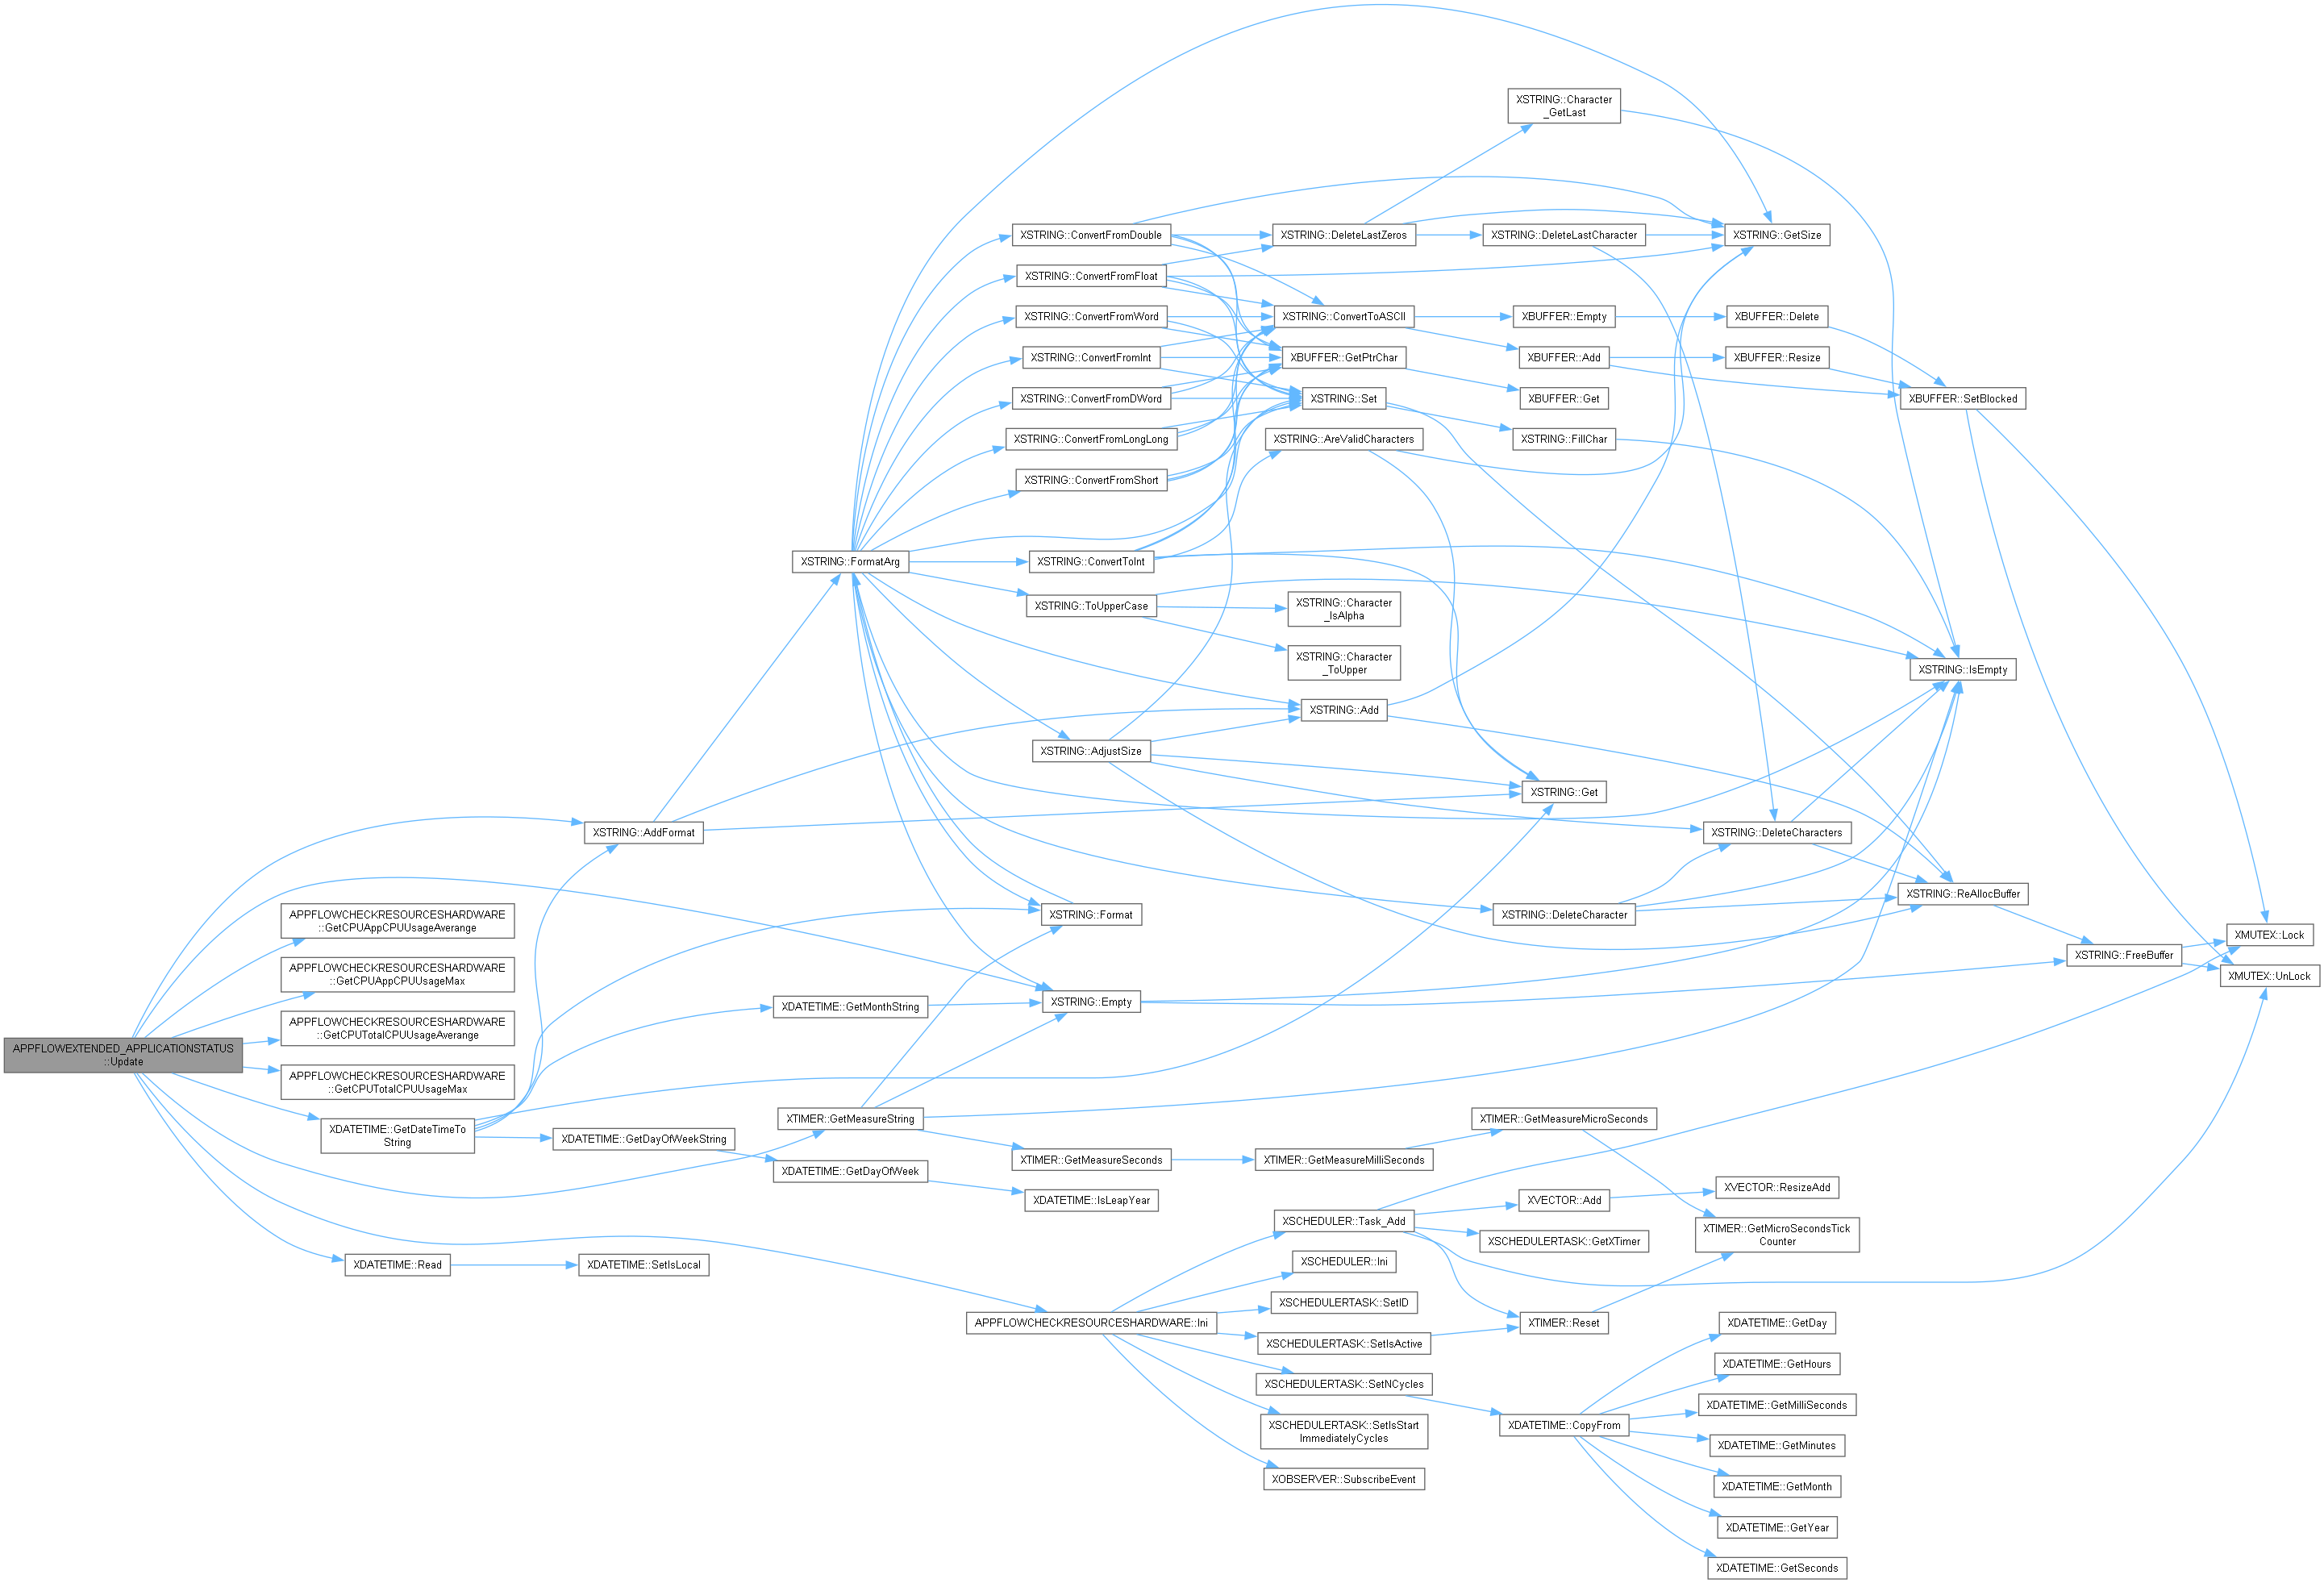 APPFLOWEXTENDED_APPLICATIONSTATUS
::Update
APPFLOWCHECKRESOURCESHARDWARE
::GetCPUAppCPUUsageAverange
APPFLOWCHECKRESOURCESHARDWARE
::GetCPUAppCPUUsageMax
APPFLOWCHECKRESOURCESHARDWARE
::GetCPUTotalCPUUsageAverange
APPFLOWCHECKRESOURCESHARDWARE
::GetCPUTotalCPUUsageMax
XDATETIME::GetDateTimeTo
String
XDATETIME::Read
XSTRING::AddFormat
XDATETIME::GetDayOfWeekString
XDATETIME::SetIsLocal
XSTRING::FormatArg
XDATETIME::GetMonthString
XTIMER::GetMeasureString
XDATETIME::GetDayOfWeek
APPFLOWCHECKRESOURCESHARDWARE::Ini
XSTRING::ConvertFromDouble
XSTRING::ConvertFromFloat
XSTRING::ConvertFromWord
XSTRING::ConvertFromInt
XSTRING::ConvertFromDWord
XSTRING::ConvertFromLongLong
XSTRING::ConvertFromShort
XSTRING::ConvertToInt
XSTRING::ToUpperCase
XSTRING::AdjustSize
XSTRING::Format
XSTRING::Empty
XTIMER::GetMeasureSeconds
XDATETIME::IsLeapYear
XSTRING::DeleteLastZeros
XSTRING::ConvertToASCII
XBUFFER::GetPtrChar
XSTRING::Set
XSTRING::AreValidCharacters
XSTRING::Character
_IsAlpha
XSTRING::Character
_ToUpper
XSTRING::Add
XTIMER::GetMeasureMilliSeconds
XSCHEDULER::Task_Add
XSCHEDULER::Ini
XSCHEDULERTASK::SetID
XSCHEDULERTASK::SetIsActive
XSCHEDULERTASK::SetNCycles
XSCHEDULERTASK::SetIsStart
ImmediatelyCycles
XOBSERVER::SubscribeEvent
XSTRING::Character
_GetLast
XSTRING::DeleteLastCharacter
XBUFFER::Empty
XBUFFER::Add
XBUFFER::Get
XSTRING::FillChar
XSTRING::Get
XSTRING::DeleteCharacter
XTIMER::GetMeasureMicroSeconds
XVECTOR::Add
XSCHEDULERTASK::GetXTimer
XTIMER::Reset
XDATETIME::CopyFrom
XSTRING::GetSize
XBUFFER::Delete
XBUFFER::Resize
XSTRING::DeleteCharacters
XVECTOR::ResizeAdd
XTIMER::GetMicroSecondsTick
Counter
XDATETIME::GetDay
XDATETIME::GetHours
XDATETIME::GetMilliSeconds
XDATETIME::GetMinutes
XDATETIME::GetMonth
XDATETIME::GetYear
XDATETIME::GetSeconds
XBUFFER::SetBlocked
XSTRING::IsEmpty
XSTRING::ReAllocBuffer
XSTRING::FreeBuffer
XMUTEX::Lock
XMUTEX::UnLock